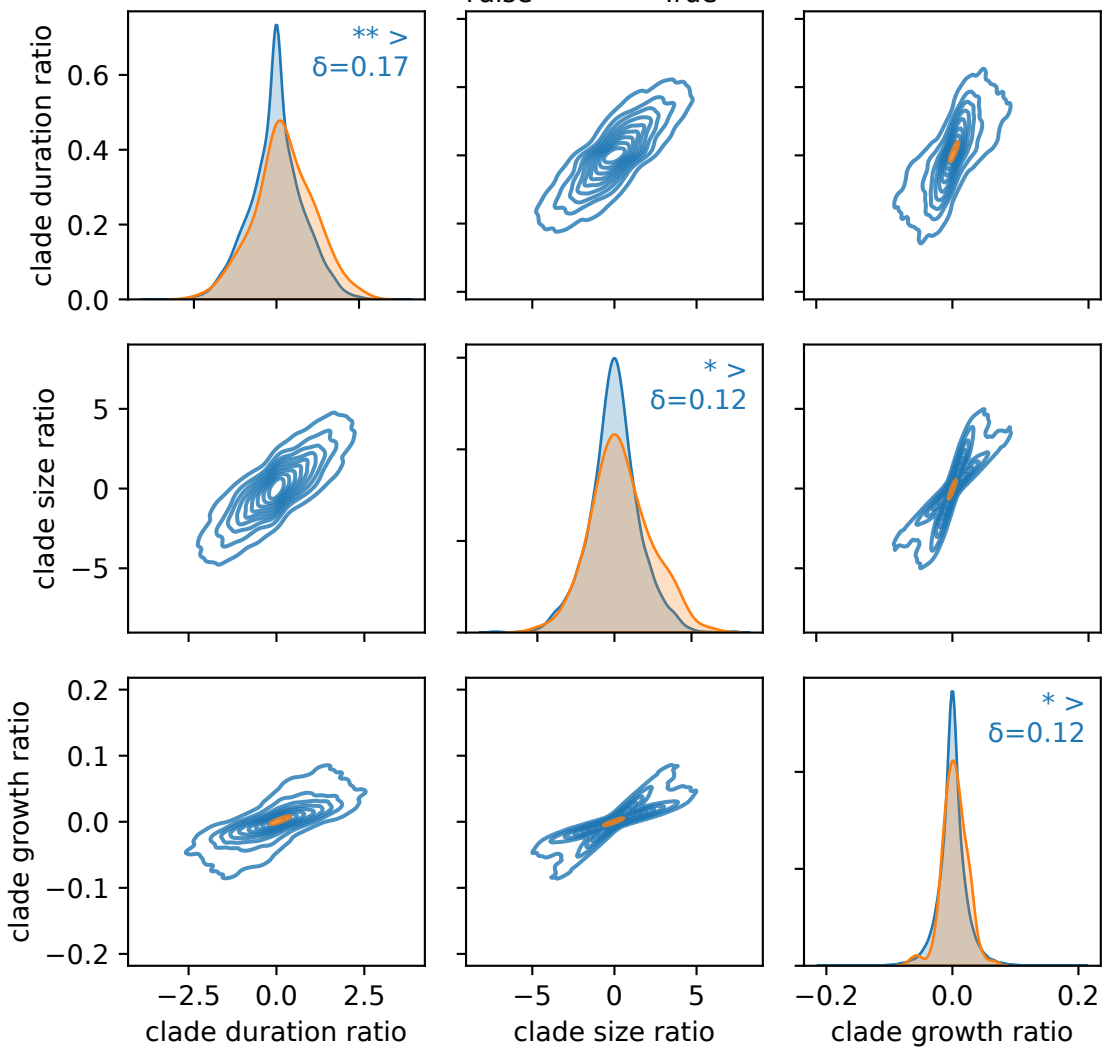 clade duration ratio
0.6
0.4
0.2
0.0
** >
δ=0.17
clade size ratio
5
0
−5
* >
δ=0.12
clade growth ratio
0.2
0.1
0.0
−0.1
−0.2
* >
δ=0.12
−2.5 0.0 2.5
−5 0 5
−0.2 0.0 0.2
clade duration ratio
clade size ratio
clade growth ratio